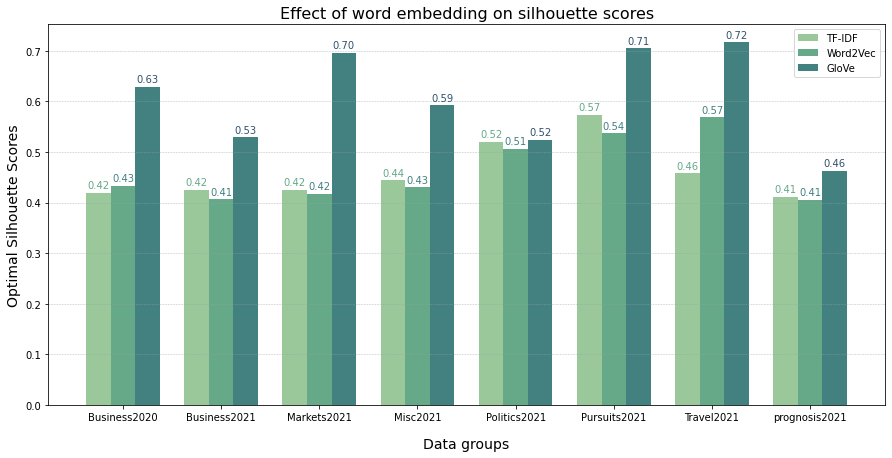 Effect of word embedding on silhouette scores
TF-IDF
Word2Vec
GloVe
Optimal Silhouette Scores
0.7
0.6
0.5
0.4
0.3
0.2
0.1
0.0
0.42 0.43 0.63
0.42 0.41 0.53
0.42 0.42 0.70
0.44 0.43 0.59
0.52 0.51 0.52
0.57 0.54 0.71
0.46 0.57 0.72
0.41 0.41 0.46
Business2020 Business2021 Markets2021 Misc2021 Politics2021 Pursuits2021 Travel2021 prognosis2021
Data groups